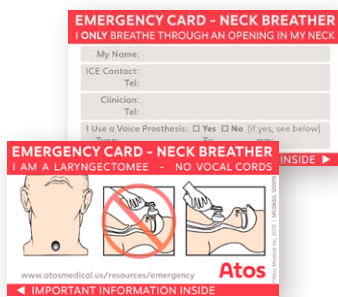 EMERGENCY CARD - NECK BREATHER
I ONLY BREATHE THROUGH AN OPENING IN MY NECK
My Name:
ICE Contact:
Tel:
Clinician:
Tel:
I Use a Voice Prosthesis: ☐ Yes ☐ No (if yes, see below)
INSIDE ▶
EMERGENCY CARD - NECK BREATHER
I AM A LARYNGECTOMEE - NO VOCAL CORDS
www.atosmedical.us/resources/emergency
Atos
◀ IMPORTANT INFORMATION INSIDE